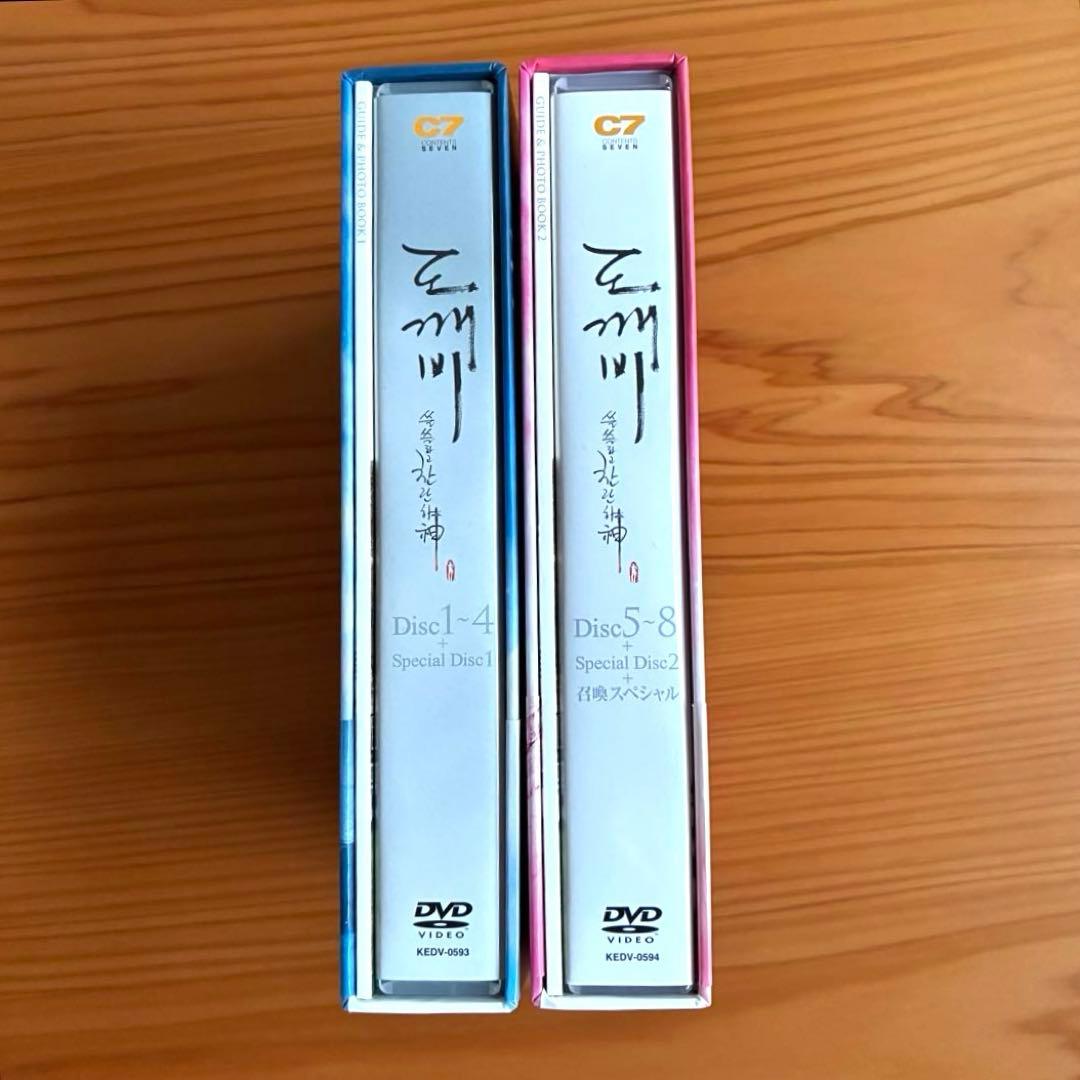 GUIDE & PHOTO BOOK 1
C7
CONTENTS
SEVEN
도깨비
쓸쓸하고 찬란하神
Disc1~4
+
Special Disc1
DVD
VIDEO
KEDV-0593
GUIDE & PHOTO BOOK 2
C7
CONTENTS
SEVEN
도깨비
쓸쓸하고 찬란하神
Disc5~8
+
Special Disc2
+
召喚スペシャル
DVD
VIDEO
KEDV-0594